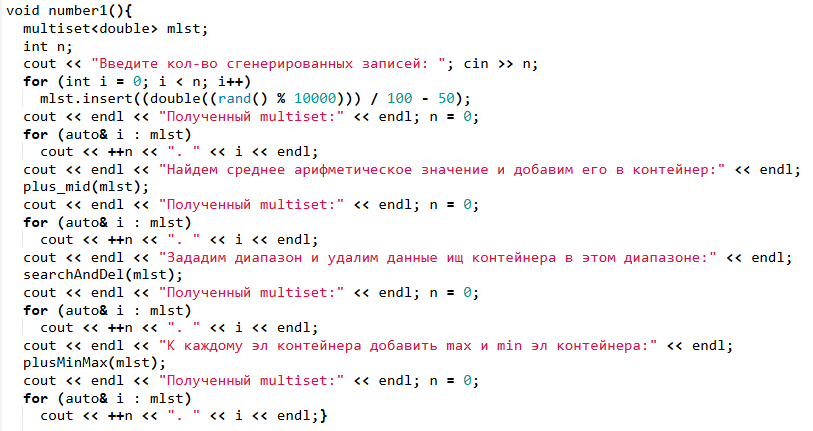 void number1(){
  multiset<double> mlst;
  int n;
  cout << "Введите кол-во сгенерированных записей: "; cin >> n;
  for (int i = 0; i < n; i++)
    mlst.insert((double((rand() % 10000))) / 100 - 50);
  cout << endl << "Полученный multiset:" << endl; n = 0;
  for (auto& i : mlst)
    cout << ++n << ". " << i << endl;
  cout << endl << "Найдем среднее арифметическое значение и добавим его в контейнер:" << endl;
  plus_mid(mlst);
  cout << endl << "Полученный multiset:" << endl; n = 0;
  for (auto& i : mlst)
    cout << ++n << ". " << i << endl;
  cout << endl << "Зададим диапазон и удалим данные ищ контейнера в этом диапазоне:" << endl;
  searchAndDel(mlst);
  cout << endl << "Полученный multiset:" << endl; n = 0;
  for (auto& i : mlst)
    cout << ++n << ". " << i << endl;
  cout << endl << "К каждому эл контейнера добавить max и min эл контейнера:" << endl;
  plusMinMax(mlst);
  cout << endl << "Полученный multiset:" << endl; n = 0;
  for (auto& i : mlst)
    cout << ++n << ". " << i << endl;}